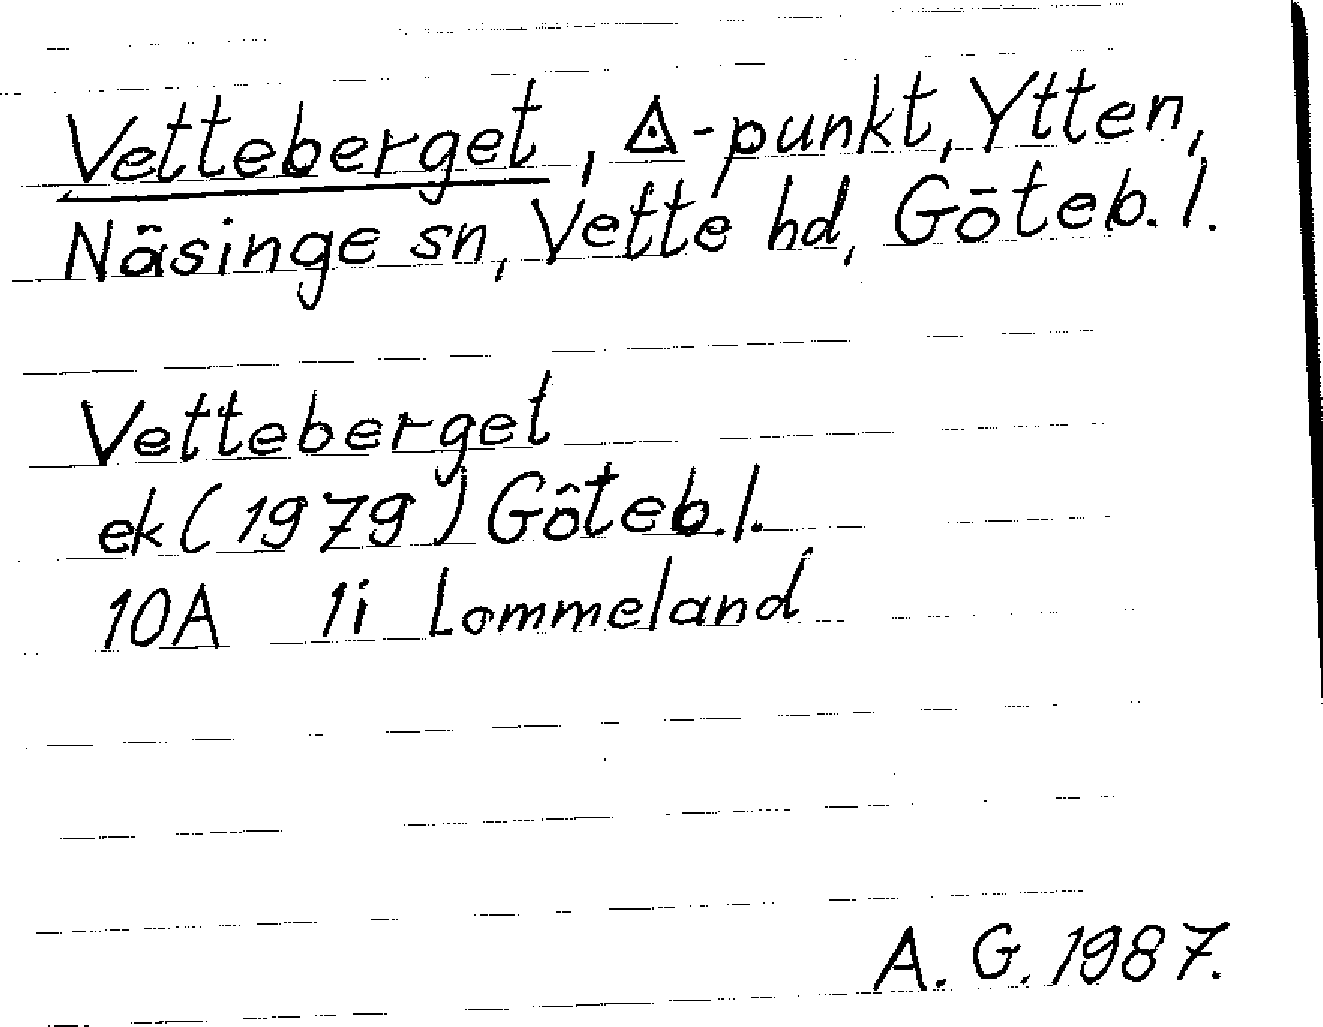 Vetteberget, ◬-punkt, Ytten,
Näsinge sn, Vette hd, Göteb. l.
Vetteberget
ek (1979) Göteb. l.
10A 1i Lommeland
A. G. 1987.